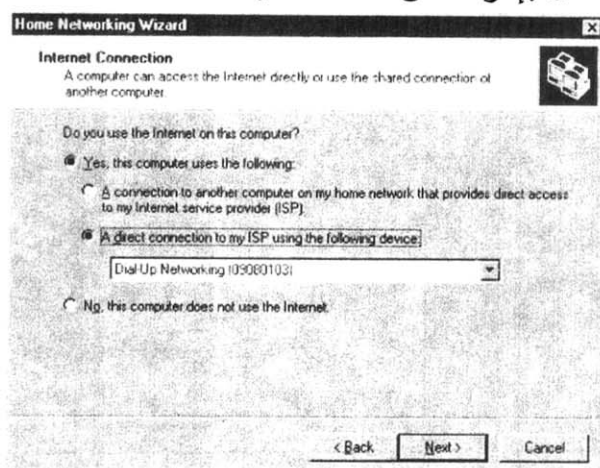 Home Networking Wizard
Internet Connection
A computer can access the Internet directly or use the shared connection of
another computer.
Do you use the Internet on this computer?
Yes, this computer uses the following:
A connection to another computer on my home network that provides direct access
to my Internet service provider (ISP).
A direct connection to my ISP using the following device:
Dial-Up Networking (09080103)
No, this computer does not use the Internet.
< Back Next > Cancel